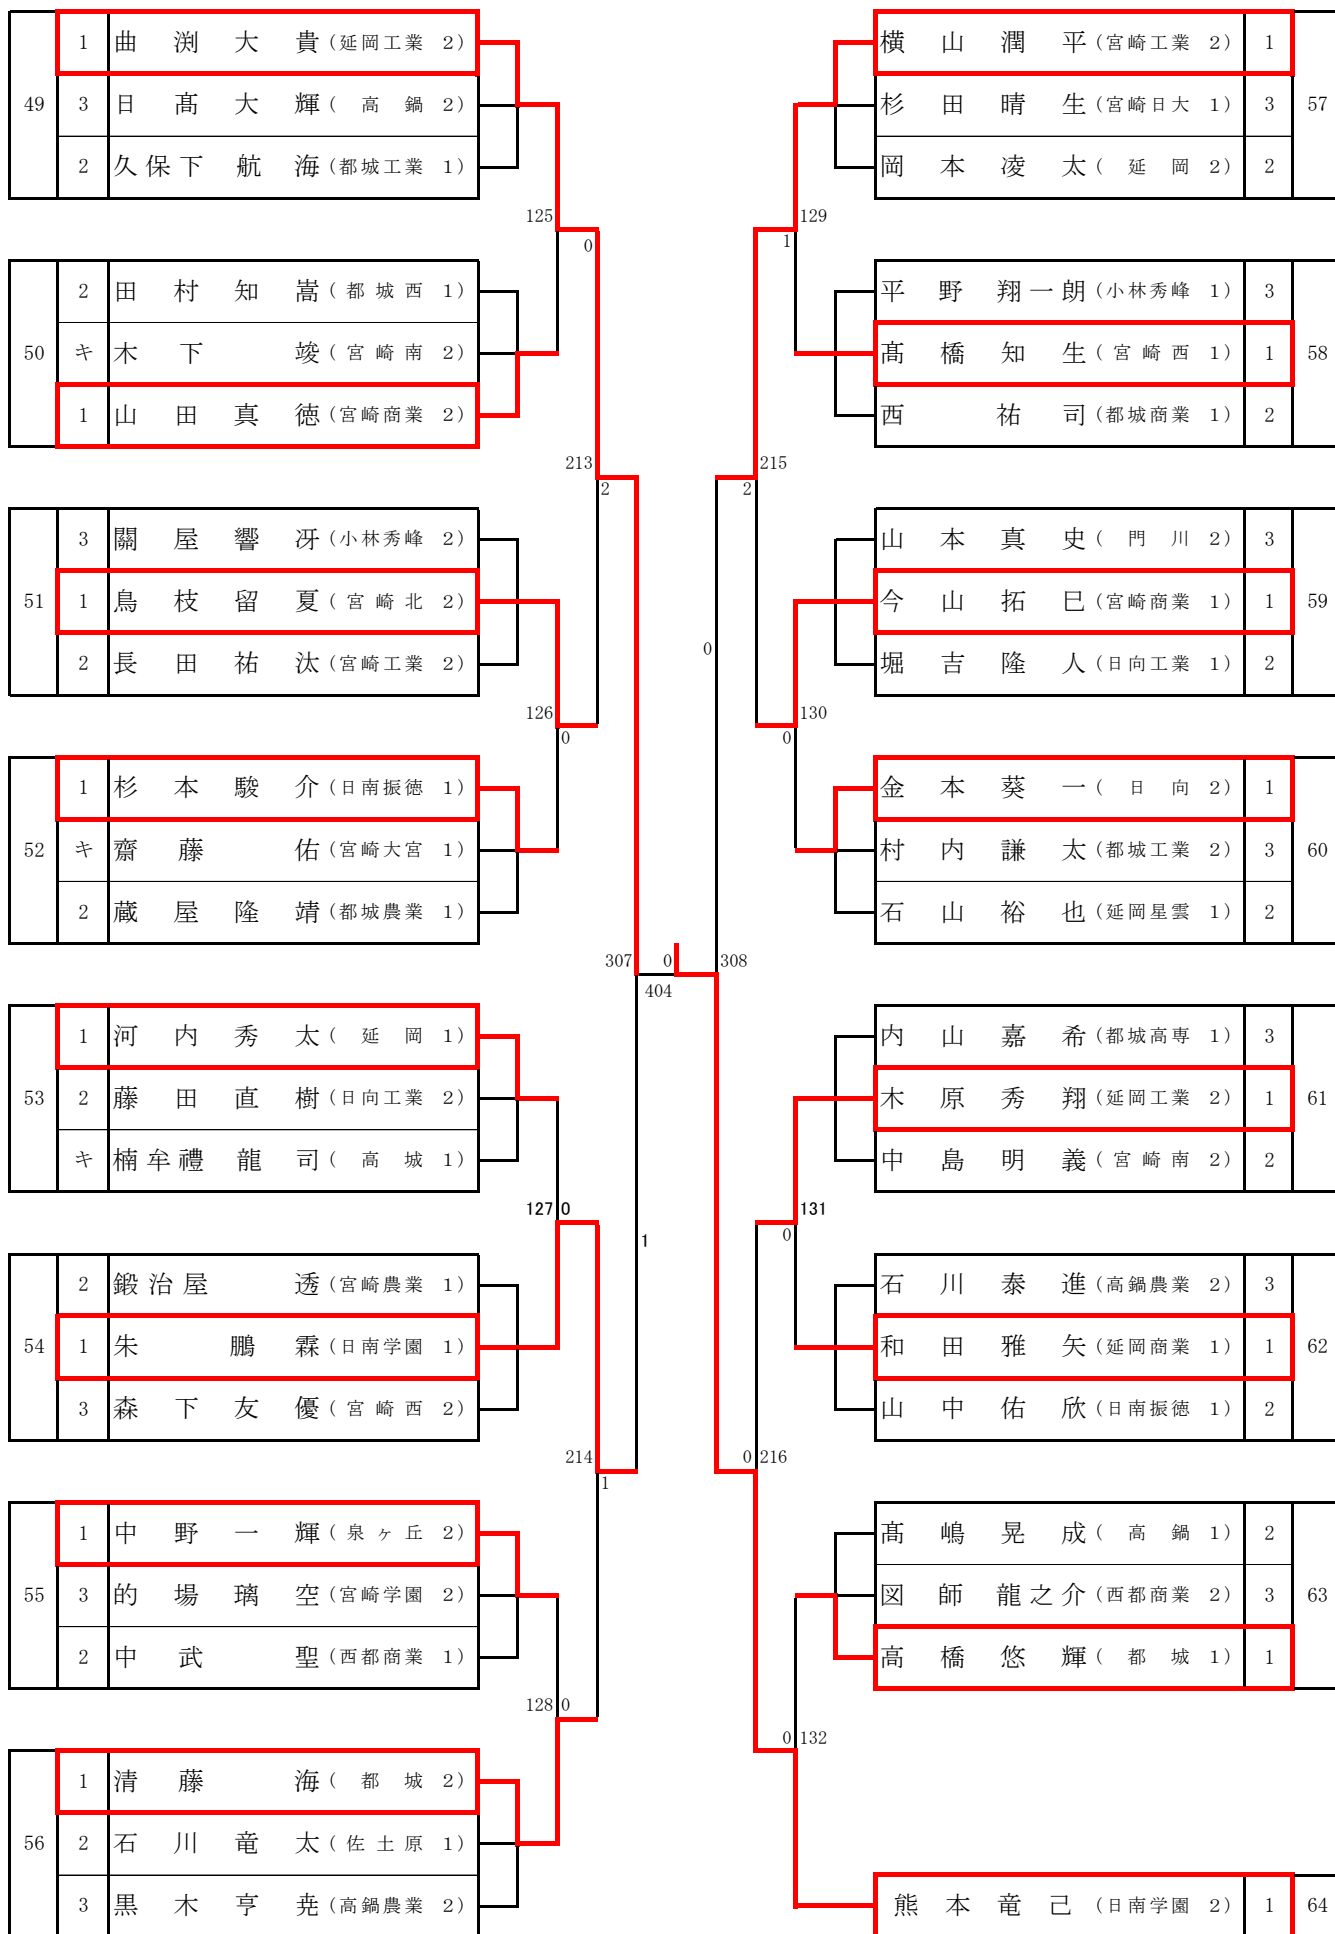 49
1 曲渕大貴(延岡工業 2)
3 日髙大輝(高鍋 2)
2 久保下航海(都城工業 1)
125
0
50
2 田村知嵩(都城西 1)
キ 木下竣(宮崎南 2)
1 山田真徳(宮崎商業 2)
213
2
51
3 關屋響冴(小林秀峰 2)
1 鳥枝留夏(宮崎北 2)
2 長田祐汰(宮崎工業 2)
126
0
52
1 杉本駿介(日南振徳 1)
キ 齋藤佑(宮崎大宮 1)
2 蔵屋隆靖(都城農業 1)
307
0
404
53
1 河内秀太(延岡 1)
2 藤田直樹(日向工業 2)
キ 楠牟禮龍司(高城 1)
127 0
1
54
2 鍛治屋透(宮崎農業 1)
1 朱鵬霖(日南学園 1)
3 森下友優(宮崎西 2)
214
1
55
1 中野一輝(泉ヶ丘 2)
3 的場璃空(宮崎学園 2)
2 中武聖(西都商業 1)
128 0
56
1 清藤海(都城 2)
2 石川竜太(佐土原 1)
3 黒木亨尭(高鍋農業 2)
横山潤平(宮崎工業 2) 1
杉田晴生(宮崎日大 1) 3
岡本凌太(延岡 2) 2
57
129
1
平野翔一朗(小林秀峰 1) 3
髙橋知生(宮崎西 1) 1
西祐司(都城商業 1) 2
58
215
2
山本真史(門川 2) 3
今山拓巳(宮崎商業 1) 1
堀吉隆人(日向工業 1) 2
59
0
130
0
金本葵一(日向 2) 1
村内謙太(都城工業 2) 3
石山裕也(延岡星雲 1) 2
60
308
内山嘉希(都城高専 1) 3
木原秀翔(延岡工業 2) 1
中島明義(宮崎南 2) 2
61
131
0
石川泰進(高鍋農業 2) 3
和田雅矢(延岡商業 1) 1
山中佑欣(日南振徳 1) 2
62
0 216
髙嶋晃成(高鍋 1) 2
図師龍之介(西都商業 2) 3
高橋悠輝(都城 1) 1
63
0 132
熊本竜己(日南学園 2) 1
64